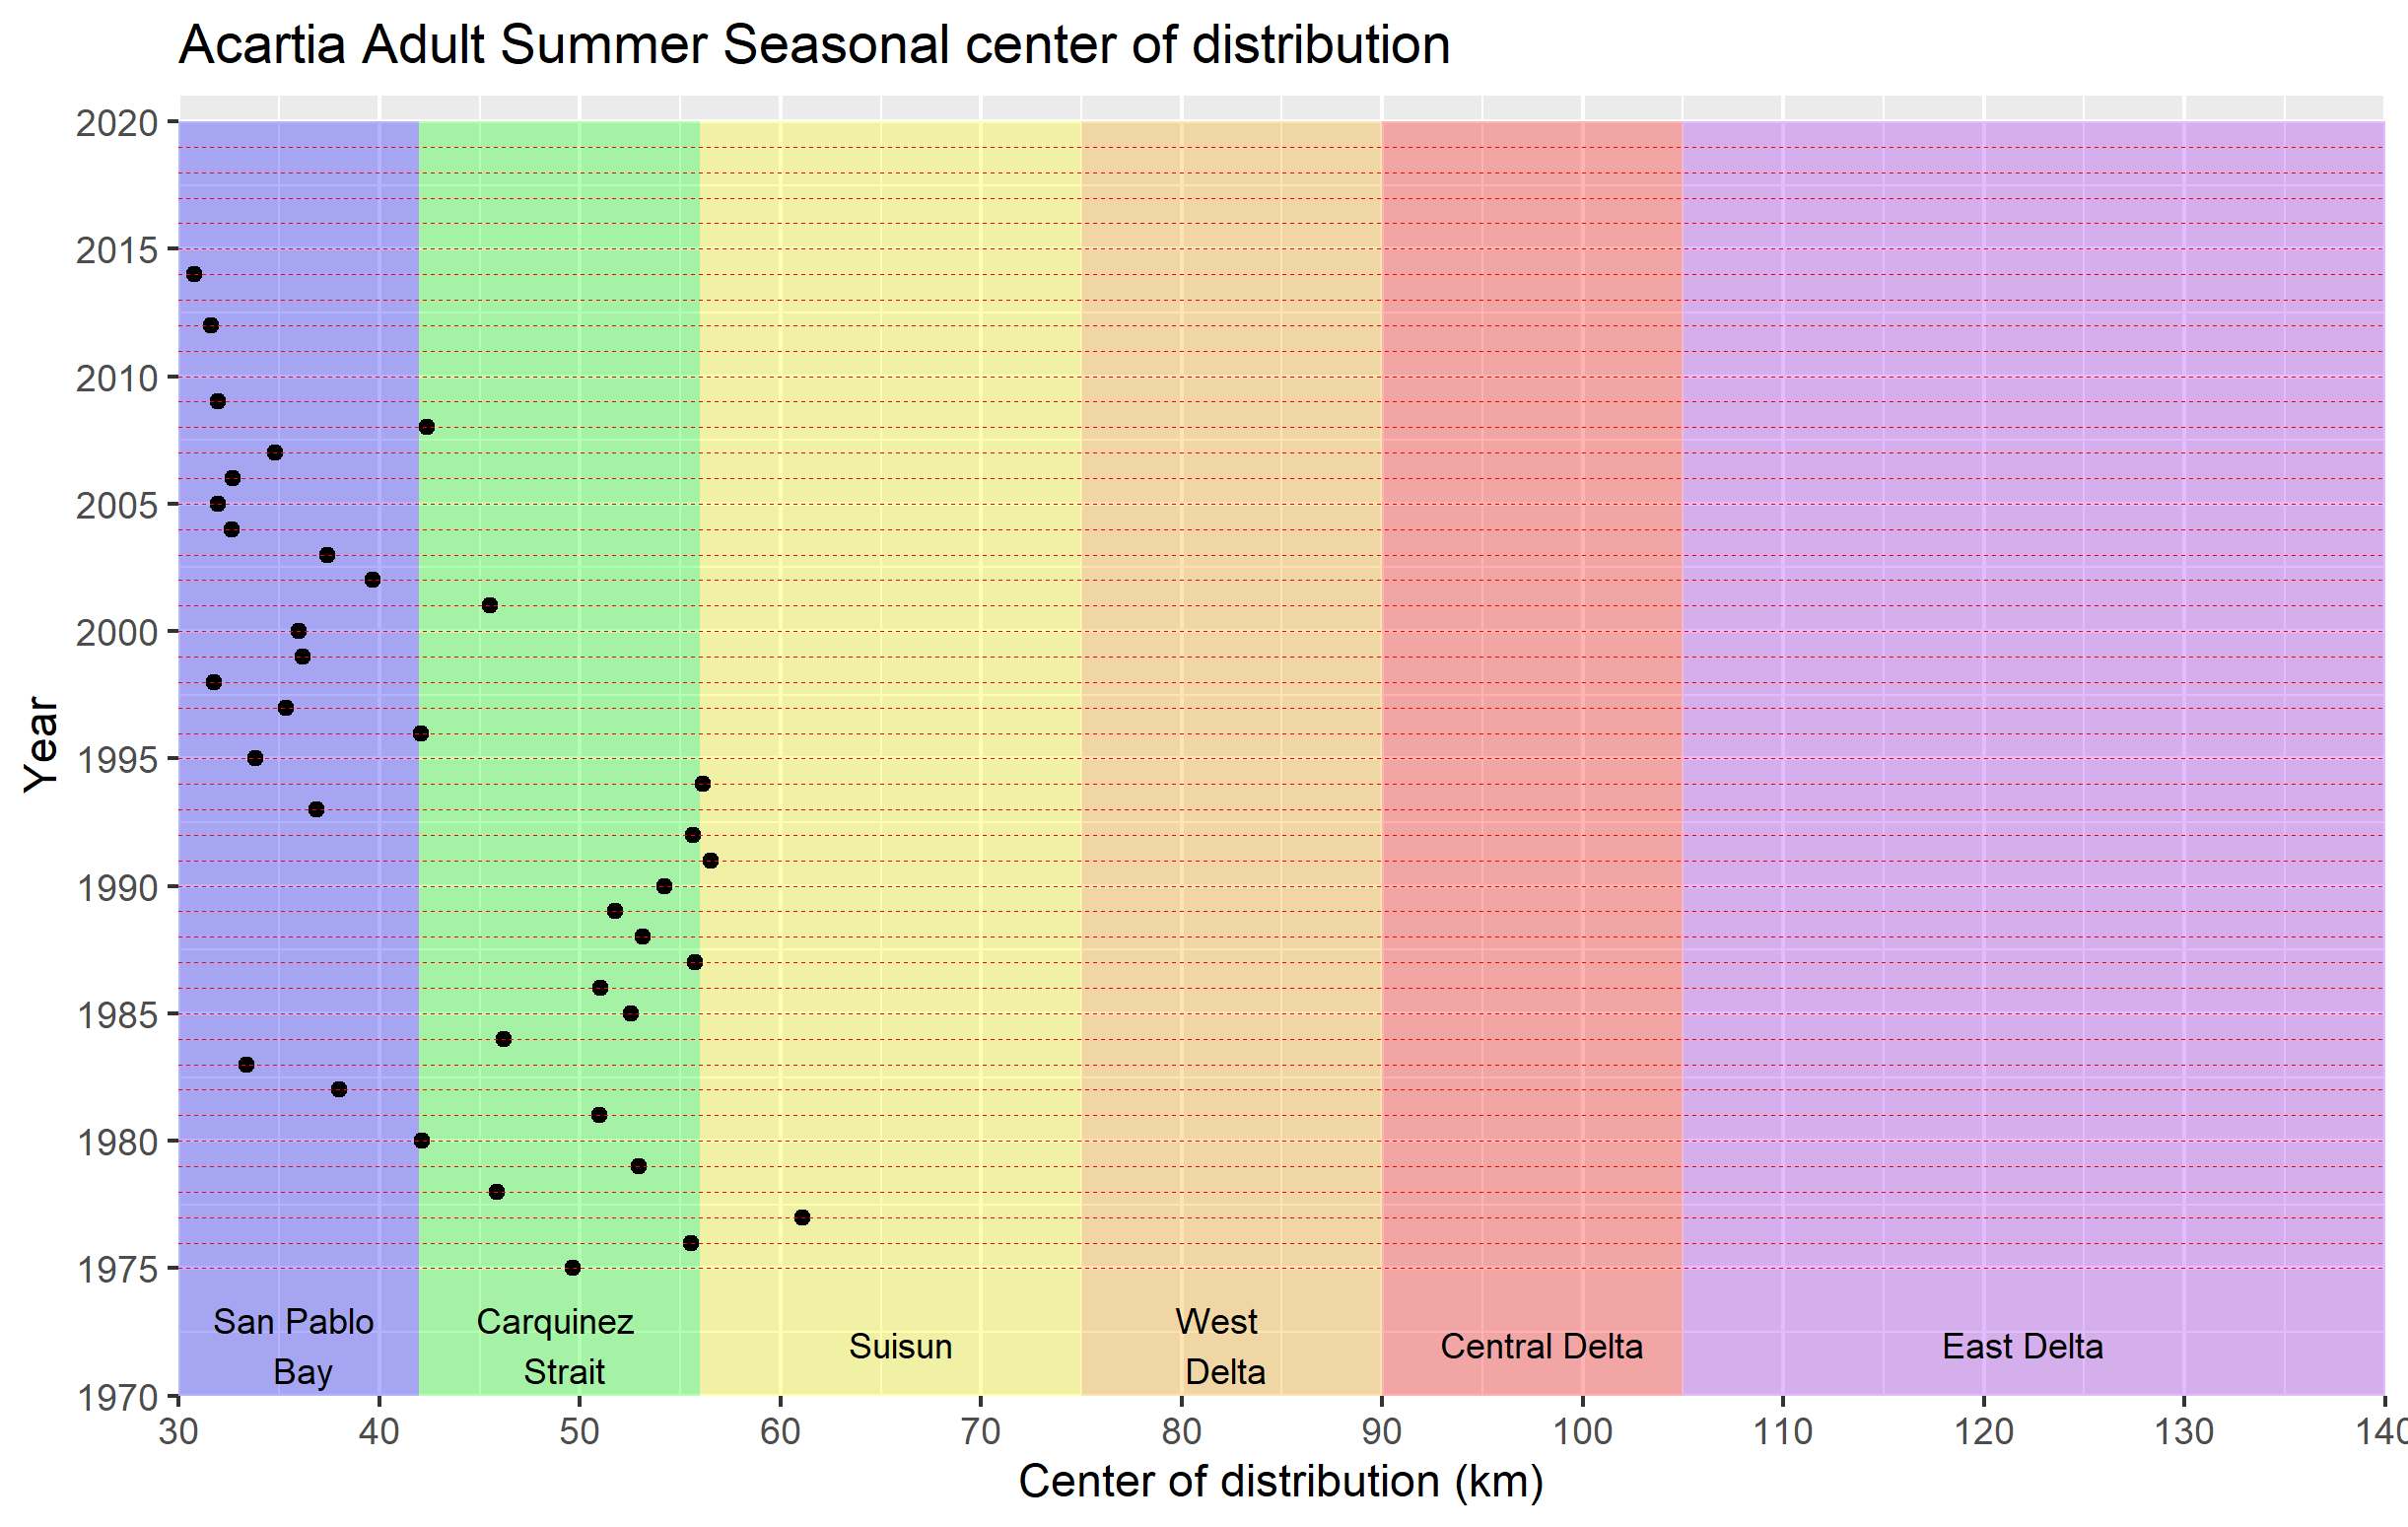 Acartia Adult Summer Seasonal center of distribution
2020
2015
2010
2005
2000
1995
1990
1985
1980
1975
1970
Year
San Pablo
Bay
Carquinez
Strait
Suisun
West
Delta
Central Delta
East Delta
30 40 50 60 70 80 90 100 110 120 130 140
Center of distribution (km)